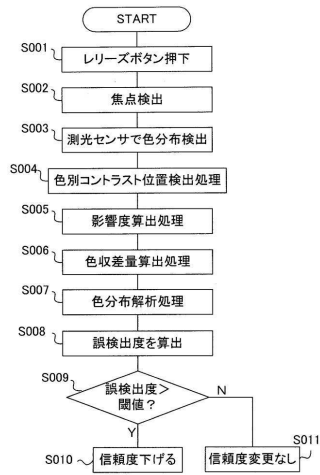 START
S001
レリーズボタン押下
S002
焦点検出
S003
測光センサで色分布検出
S004
色別コントラスト位置検出処理
S005
影響度算出処理
S006
色収差量算出処理
S007
色分布解析処理
S008
誤検出度を算出
S009
誤検出度>
閾値?
N
Y
S010
信頼度下げる
S011
信頼度変更なし